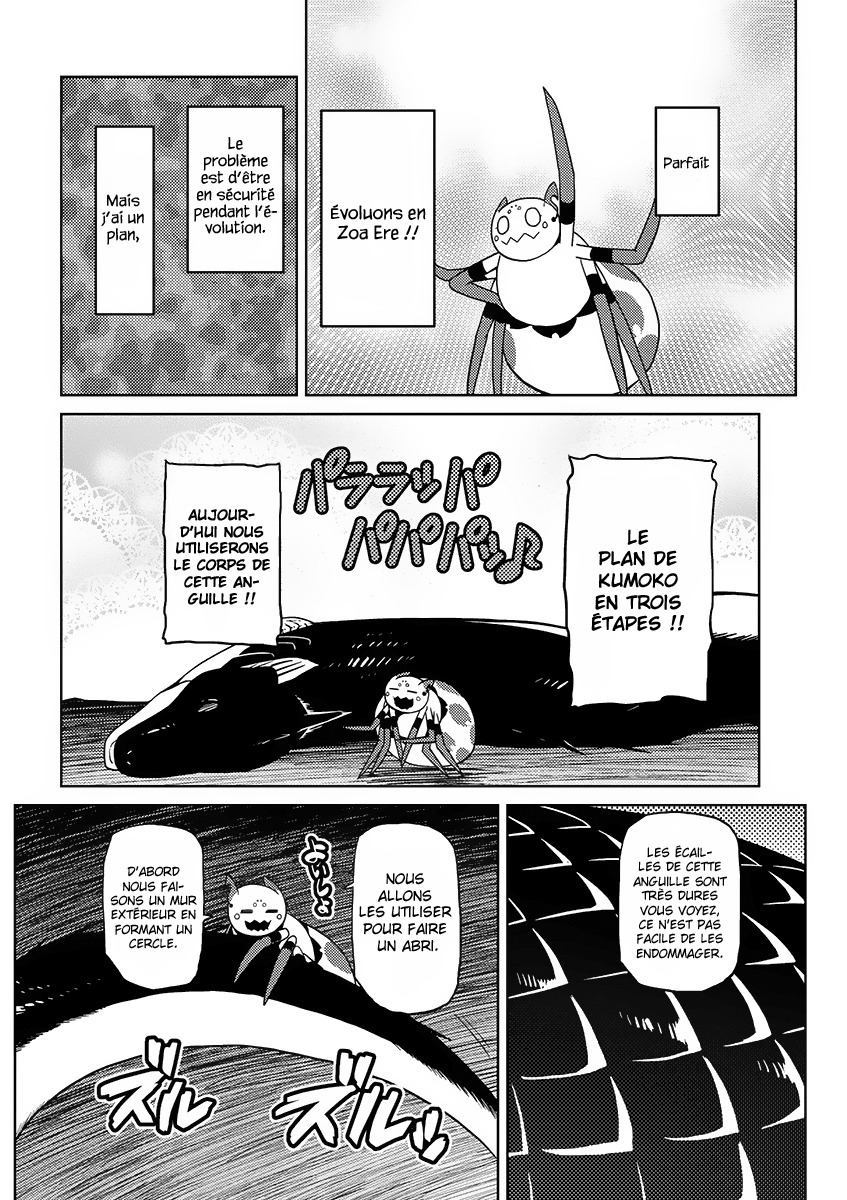 Parfait
Évoluons en
Zoa Ere !!
Le
problème
est d'être
en sécurité
pendant l'é-
volution.
Mais
j'ai un
plan,
LE
PLAN DE
KUMOKO
EN TROIS
ÉTAPES !!
パララッパ
パパパッ♪
AUJOUR-
D'HUI NOUS
UTILISERONS
LE CORPS DE
CETTE AN-
GUILLE !!
LES ÉCAIL-
LES DE CETTE
ANGUILLE SONT
TRÈS DURES
VOUS VOYEZ,
CE N'EST PAS
FACILE DE LES
ENDOMMAGER.
NOUS
ALLONS
LES UTILISER
POUR FAIRE
UN ABRI.
よいしょ
D'ABORD
NOUS FAI-
SONS UN MUR
EXTÉRIEUR EN
FORMANT UN
CERCLE.
ズルッ
ズル